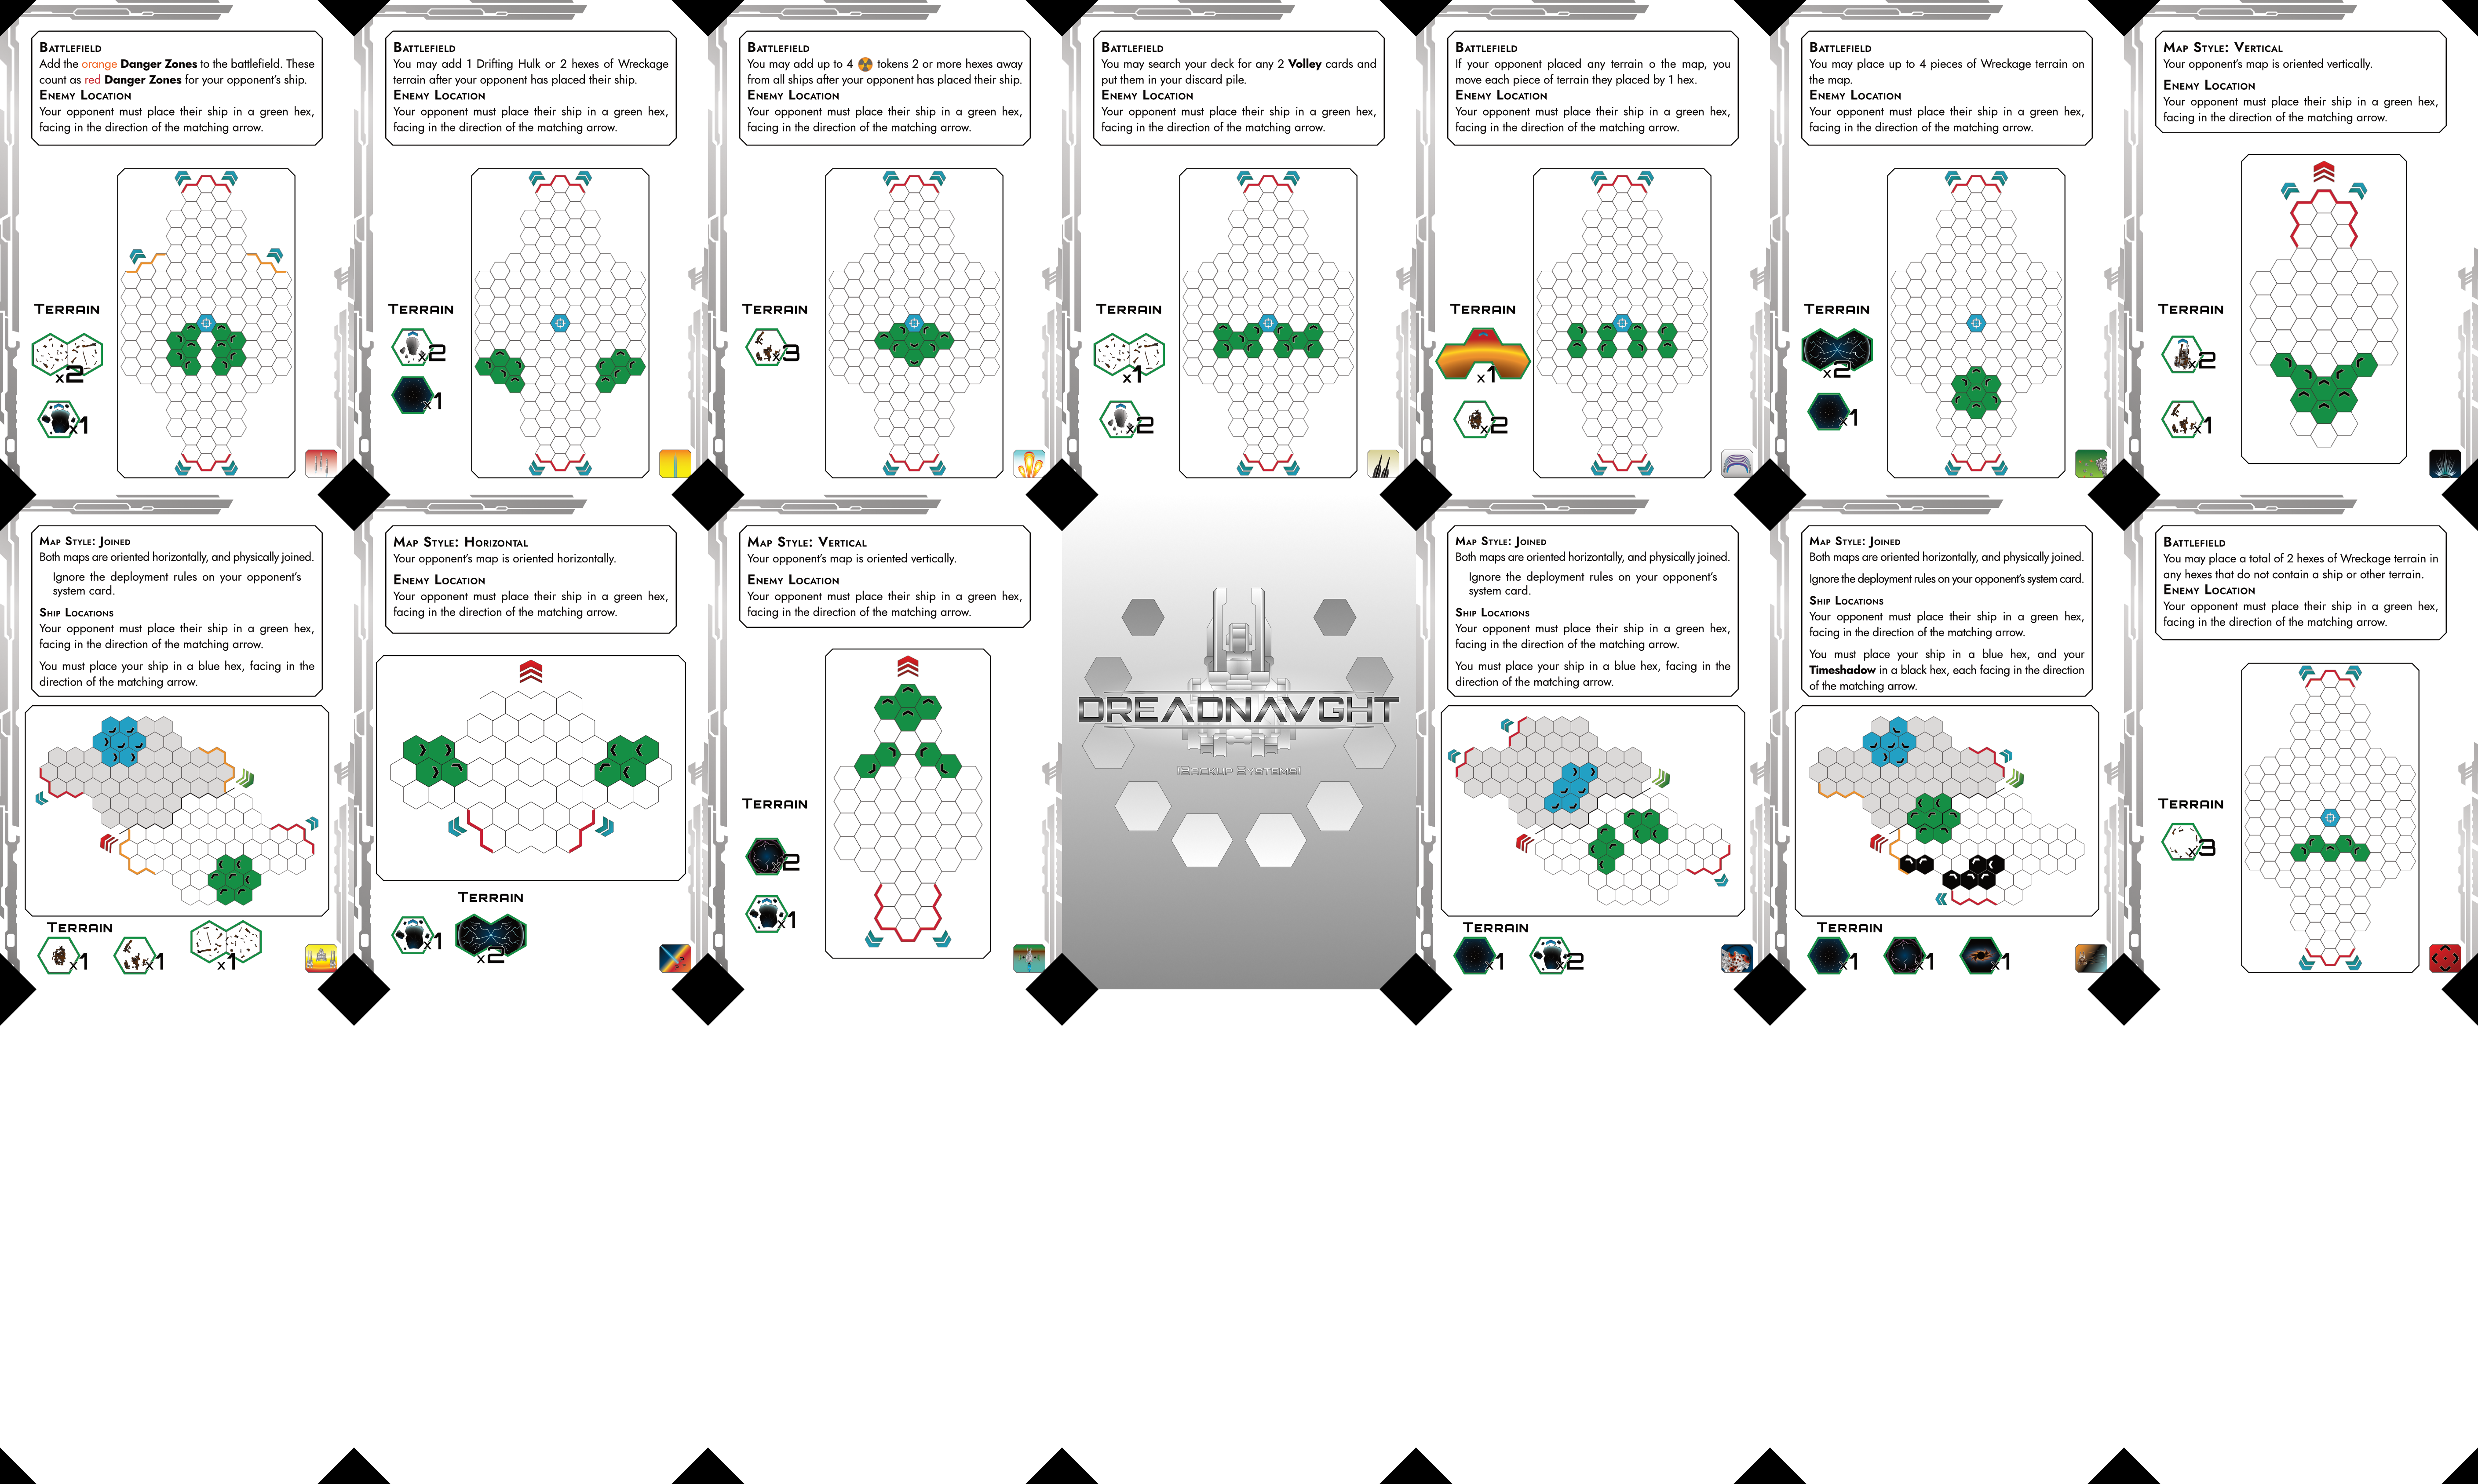 BATTLEFIELD
Add the orange Danger Zones to the battlefield. These
count as red Danger Zones for your opponent's ship.
ENEMY LOCATION
Your opponent must place their ship in a green hex,
facing in the direction of the matching arrow.
TERRAIN
x2
x1
BATTLEFIELD
You may add 1 Drifting Hulk or 2 hexes of Wreckage
terrain after your opponent has placed their ship.
ENEMY LOCATION
Your opponent must place their ship in a green hex,
facing in the direction of the matching arrow.
TERRAIN
x2
x1
BATTLEFIELD
You may add up to 4 tokens 2 or more hexes away
from all ships after your opponent has placed their ship.
ENEMY LOCATION
Your opponent must place their ship in a green hex,
facing in the direction of the matching arrow.
TERRAIN
x3
BATTLEFIELD
You may search your deck for any 2 Volley cards and
put them in your discard pile.
ENEMY LOCATION
Your opponent must place their ship in a green hex,
facing in the direction of the matching arrow.
TERRAIN
x1
x2
BATTLEFIELD
If your opponent placed any terrain o the map, you
move each piece of terrain they placed by 1 hex.
ENEMY LOCATION
Your opponent must place their ship in a green hex,
facing in the direction of the matching arrow.
TERRAIN
x1
x2
BATTLEFIELD
You may place up to 4 pieces of Wreckage terrain on
the map.
ENEMY LOCATION
Your opponent must place their ship in a green hex,
facing in the direction of the matching arrow.
TERRAIN
x2
x1
MAP STYLE: VERTICAL
Your opponent's map is oriented vertically.
ENEMY LOCATION
Your opponent must place their ship in a green hex,
facing in the direction of the matching arrow.
TERRAIN
x2
x1
MAP STYLE: JOINED
Both maps are oriented horizontally, and physically joined.
Ignore the deployment rules on your opponent's
system card.
SHIP LOCATIONS
Your opponent must place their ship in a green hex,
facing in the direction of the matching arrow.
You must place your ship in a blue hex, facing in the
direction of the matching arrow.
TERRAIN
x1
x1
x1
MAP STYLE: HORIZONTAL
Your opponent's map is oriented horizontally.
ENEMY LOCATION
Your opponent must place their ship in a green hex,
facing in the direction of the matching arrow.
TERRAIN
x1
x2
MAP STYLE: VERTICAL
Your opponent's map is oriented vertically.
ENEMY LOCATION
Your opponent must place their ship in a green hex,
facing in the direction of the matching arrow.
TERRAIN
x2
x1
DREADNAVGHT
[BACKUP SYSTEMS]
MAP STYLE: JOINED
Both maps are oriented horizontally, and physically joined.
Ignore the deployment rules on your opponent's
system card.
SHIP LOCATIONS
Your opponent must place their ship in a green hex,
facing in the direction of the matching arrow.
You must place your ship in a blue hex, facing in the
direction of the matching arrow.
TERRAIN
x1
x2
MAP STYLE: JOINED
Both maps are oriented horizontally, and physically joined.
Ignore the deployment rules on your opponent's system card.
SHIP LOCATIONS
Your opponent must place their ship in a green hex,
facing in the direction of the matching arrow.
You must place your ship in a blue hex, and your
Timeshadow in a black hex, each facing in the direction
of the matching arrow.
TERRAIN
x1
x1
x1
BATTLEFIELD
You may place a total of 2 hexes of Wreckage terrain in
any hexes that do not contain a ship or other terrain.
ENEMY LOCATION
Your opponent must place their ship in a green hex,
facing in the direction of the matching arrow.
TERRAIN
x3